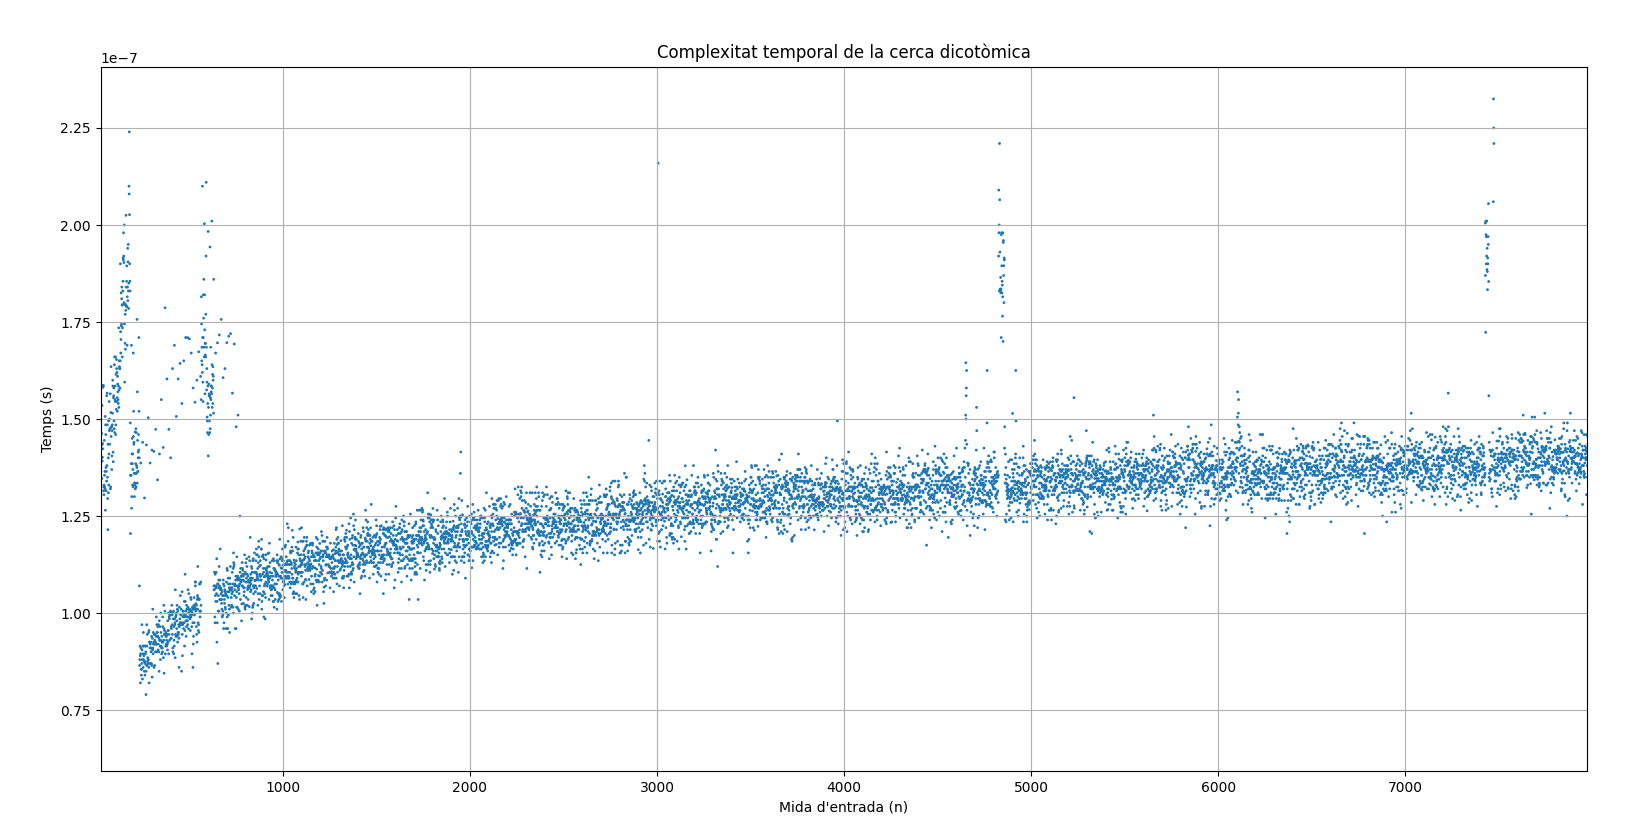 Complexitat temporal de la cerca dicotòmica
1e−7
2.25
2.00
1.75
1.50
1.25
1.00
0.75
Temps (s)
1000 2000 3000 4000 5000 6000 7000
Mida d'entrada (n)